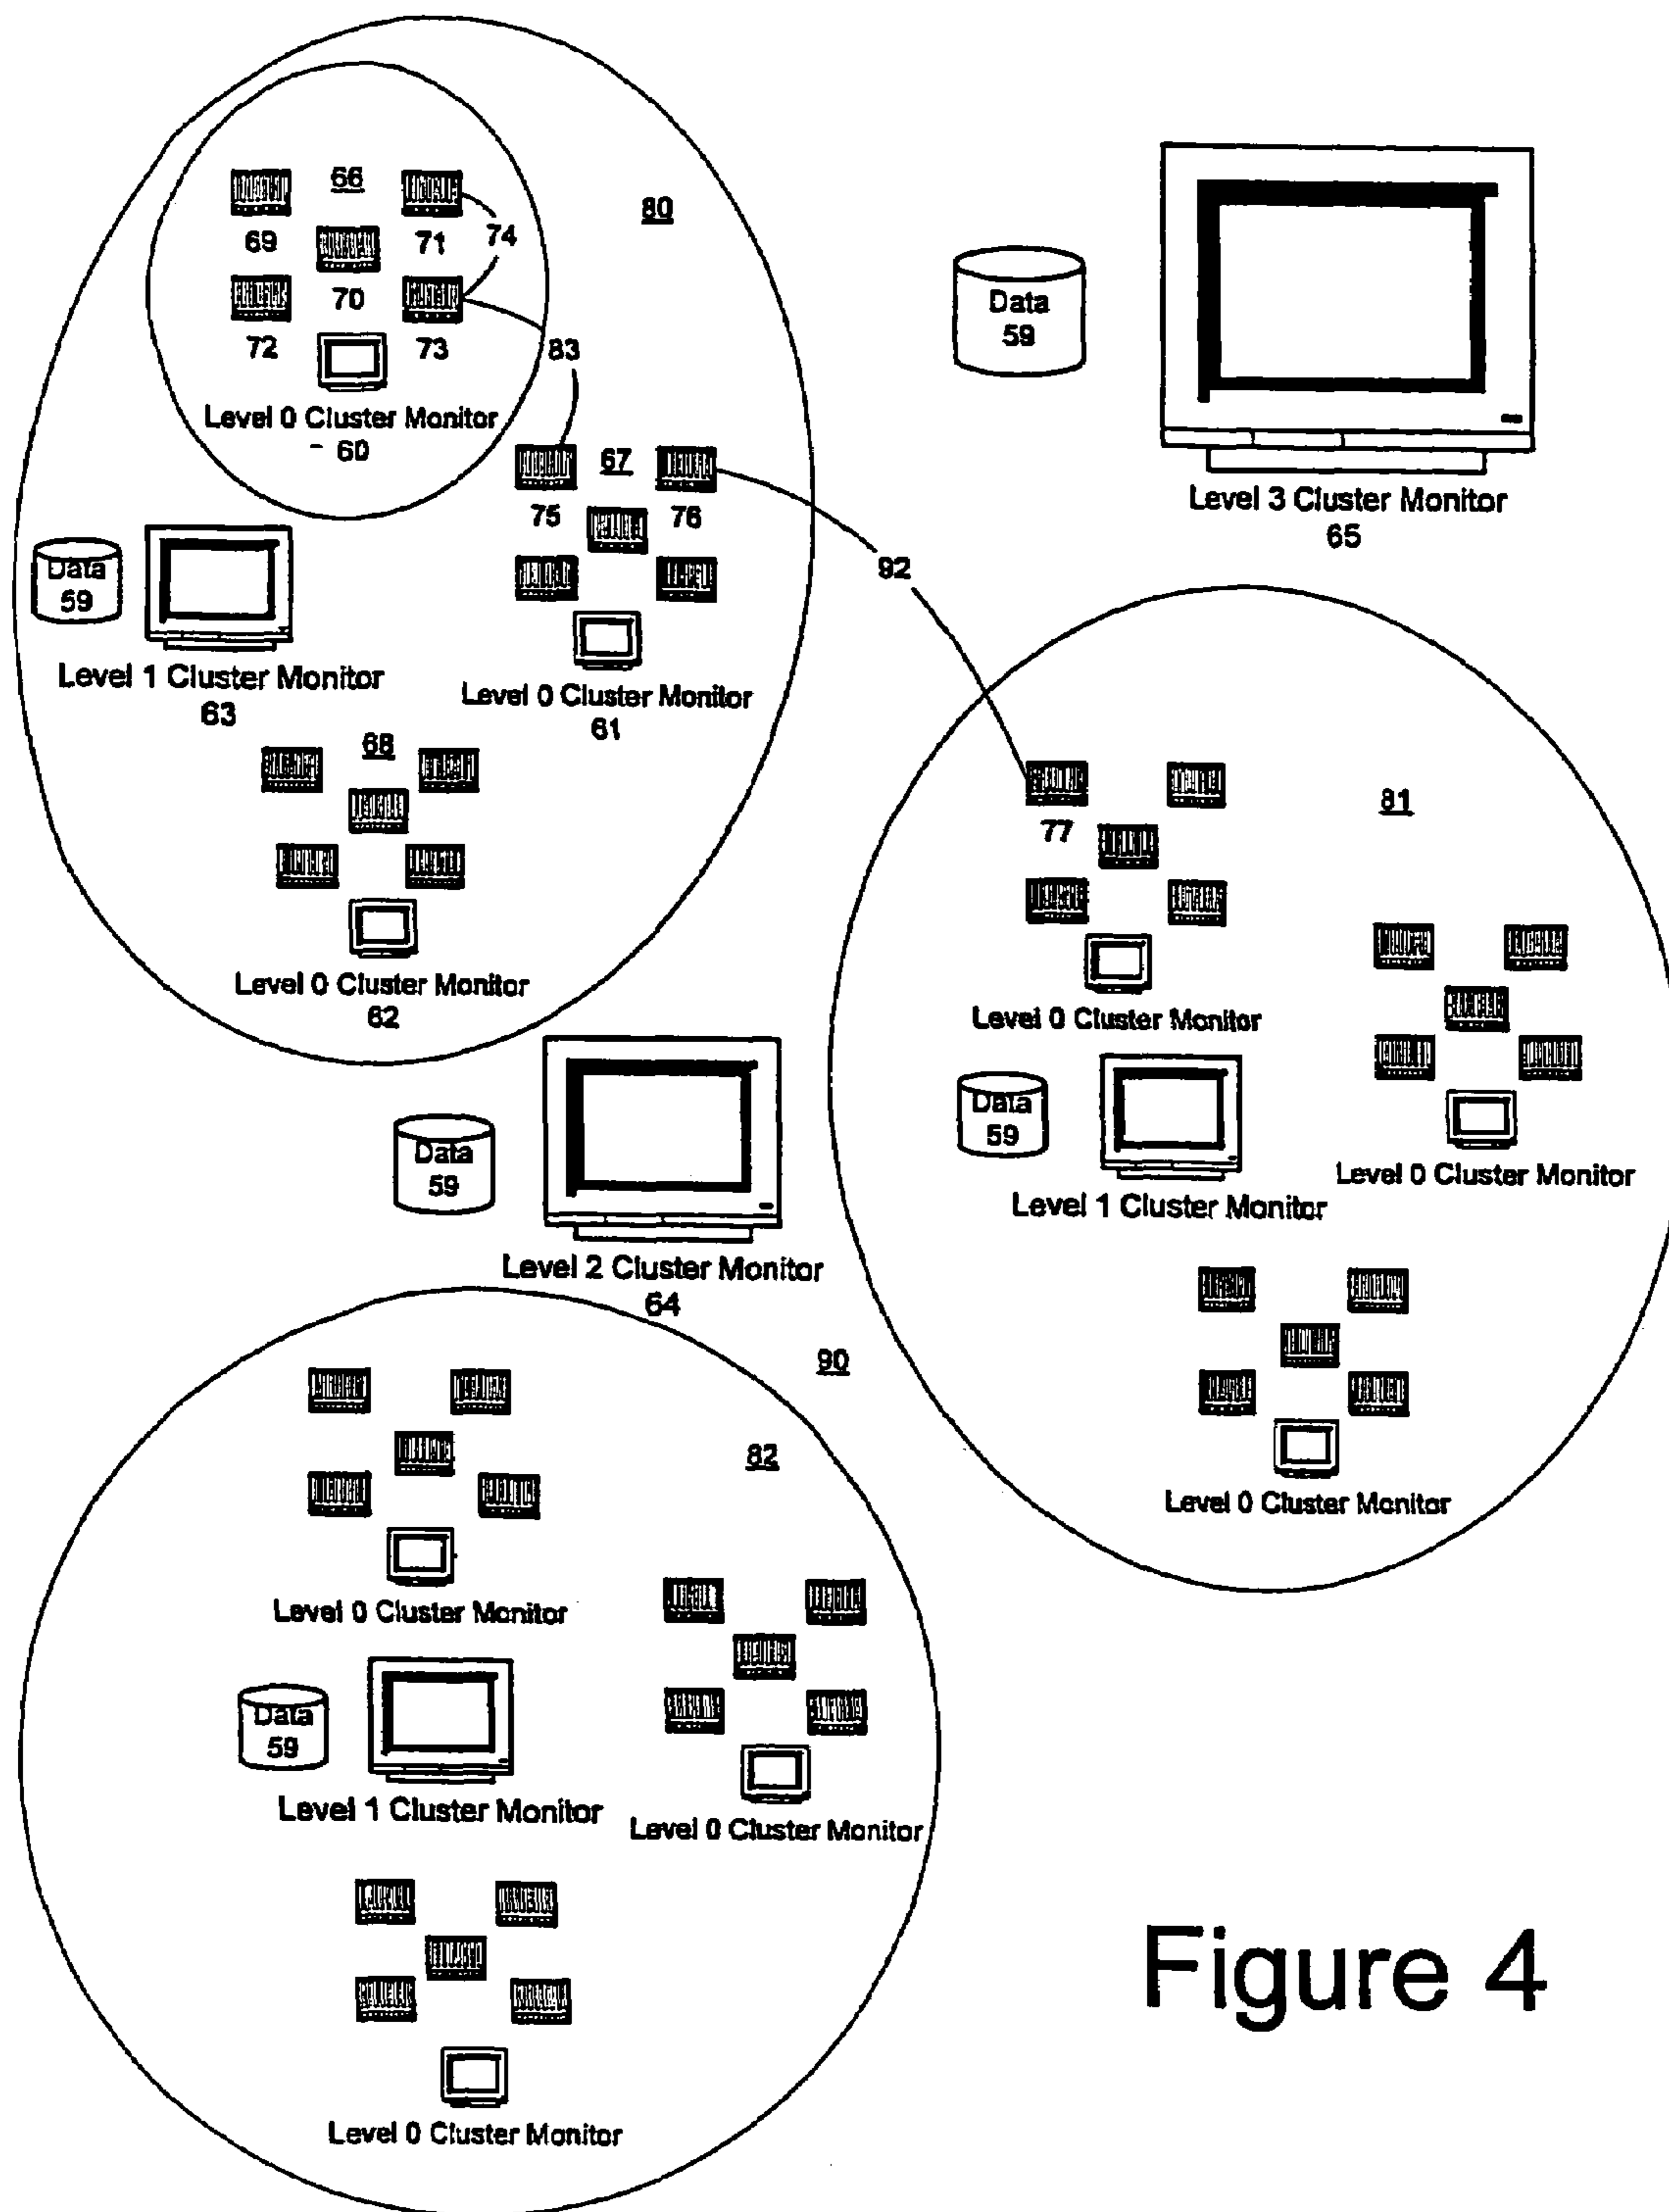 66
80
69
71
74
70
72
73
83
Level 0 Cluster Monitor
60
Data
59
Level 3 Cluster Monitor
65
67
75
76
92
Data
59
Level 1 Cluster Monitor
63
Level 0 Cluster Monitor
61
68
Level 0 Cluster Monitor
62
81
77
Level 0 Cluster Monitor
Data
59
Level 1 Cluster Monitor
Level 0 Cluster Monitor
Level 0 Cluster Monitor
Data
59
Level 2 Cluster Monitor
64
90
82
Level 0 Cluster Monitor
Data
59
Level 1 Cluster Monitor
Level 0 Cluster Monitor
Level 0 Cluster Monitor
Figure 4